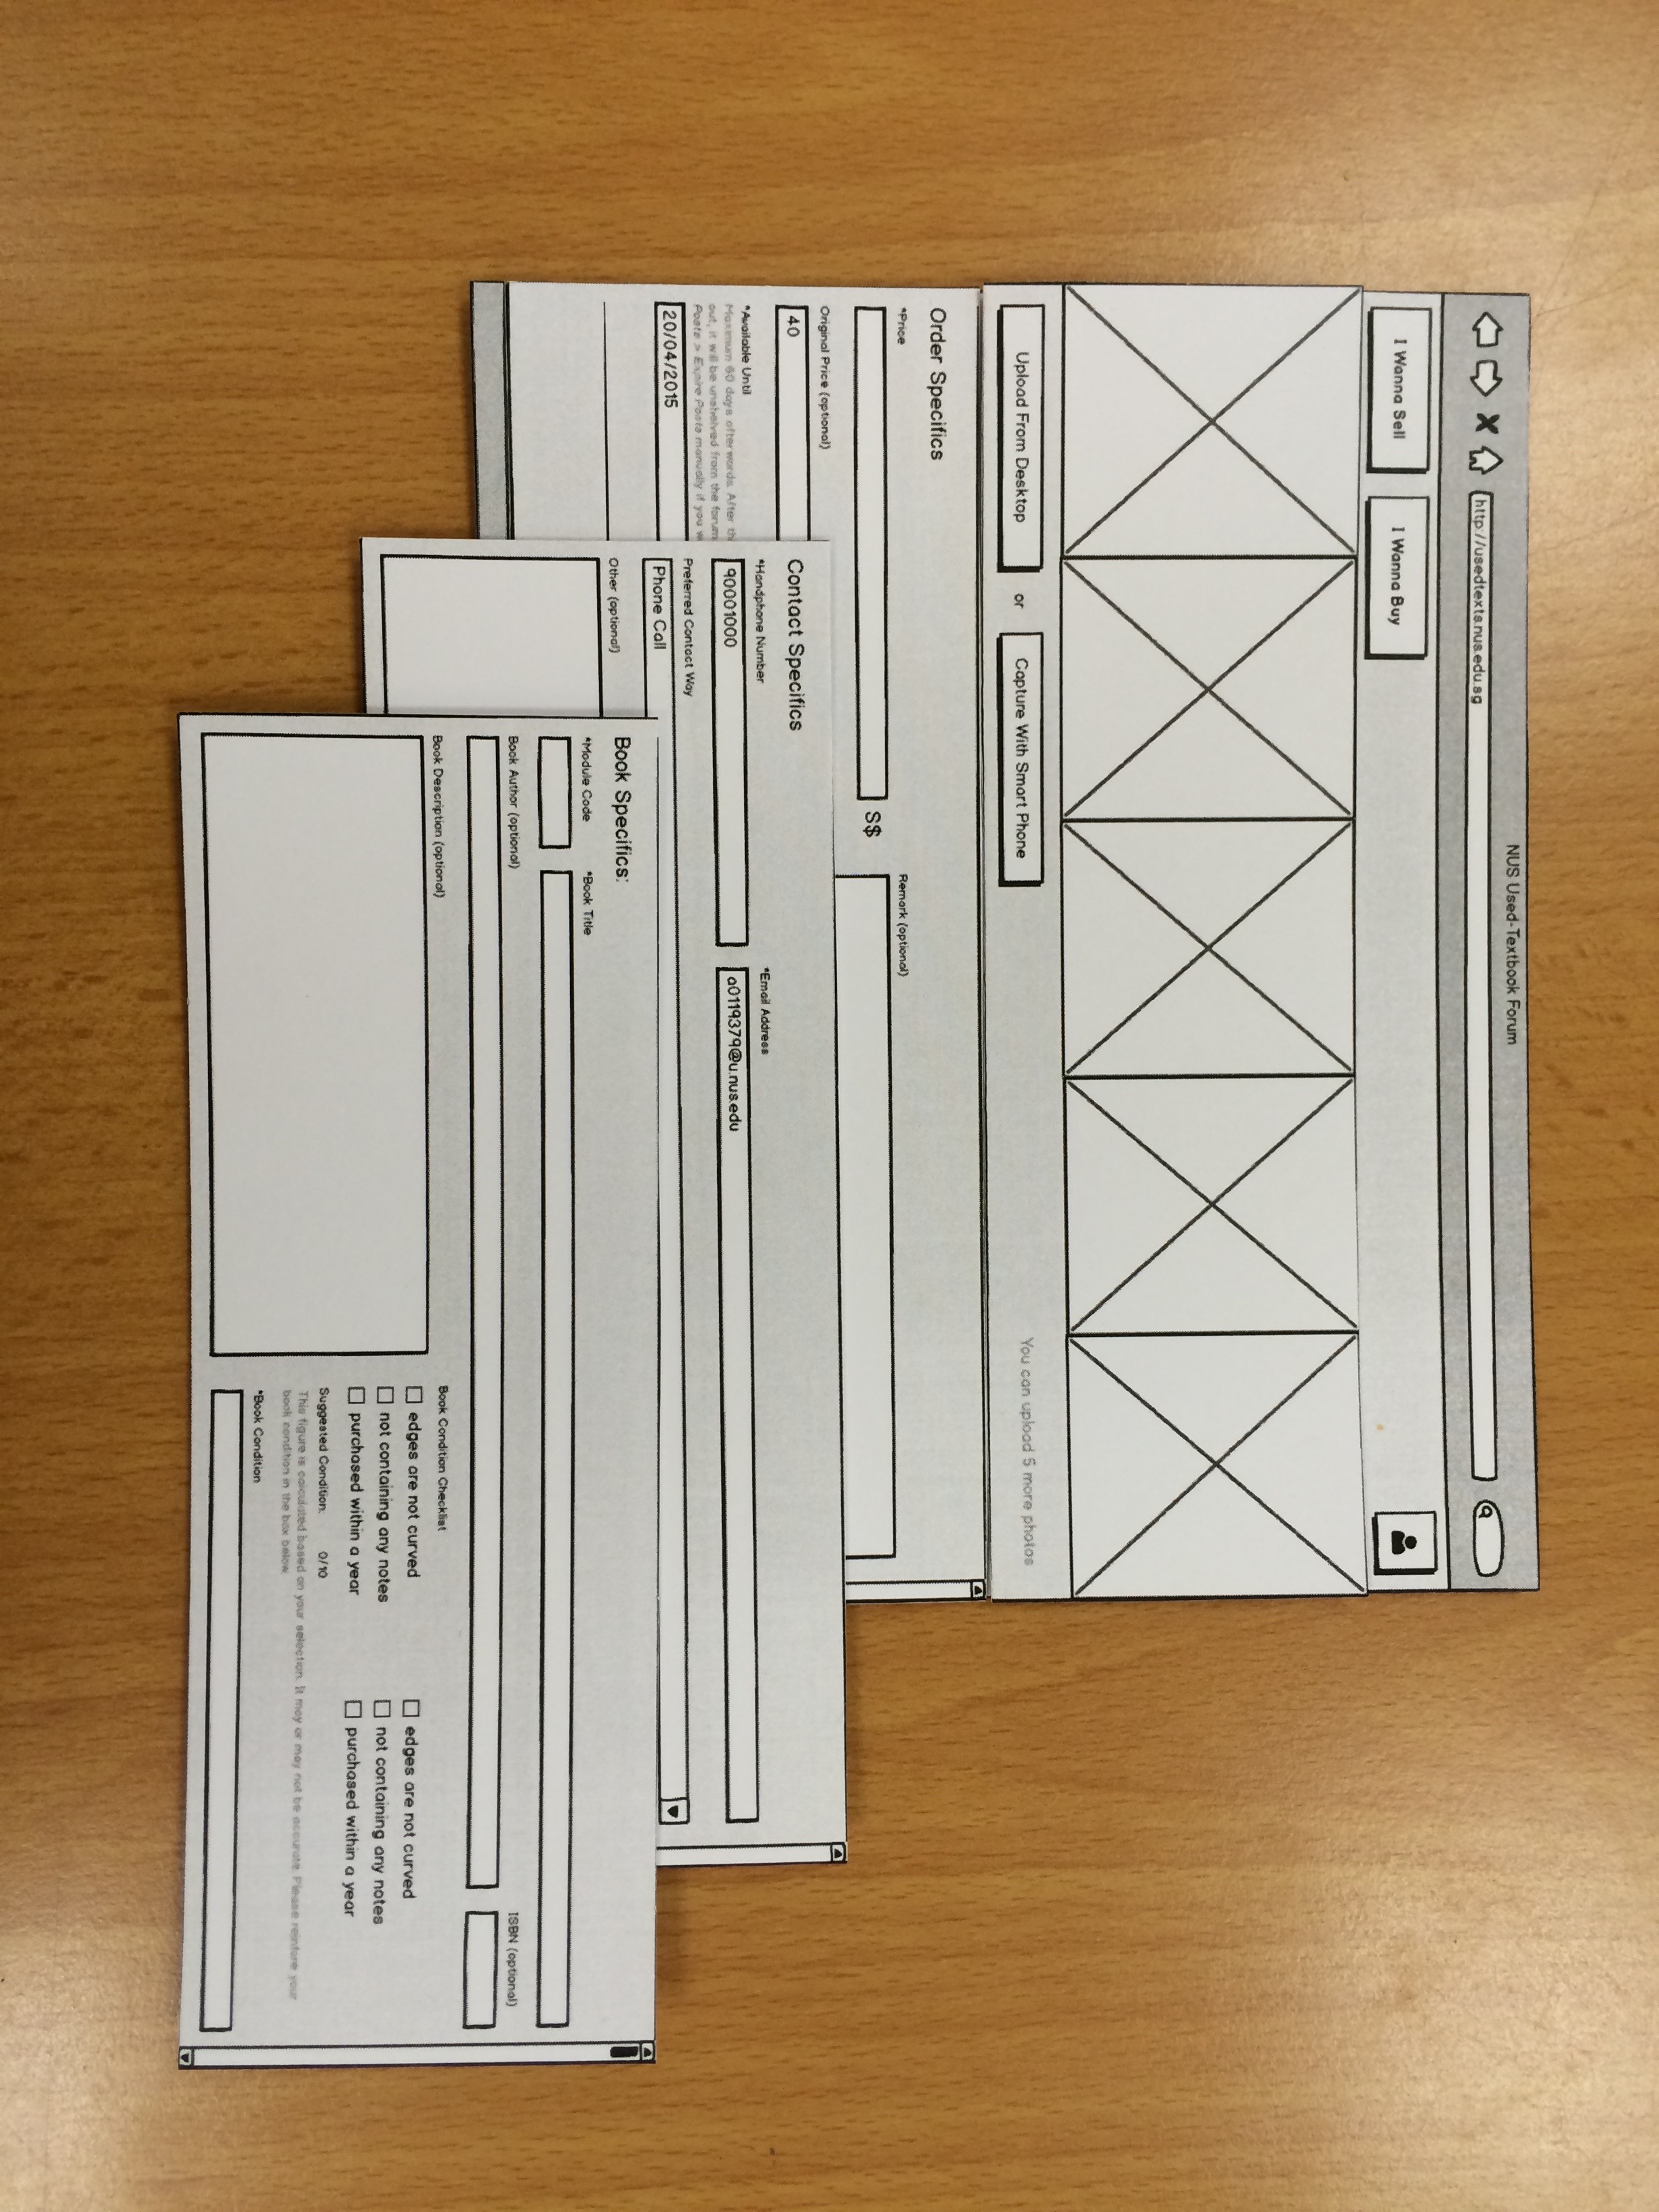 NUS Used-Textbook Forum
http://usedtexts.nus.edu.sg
I Wanna Sell
I Wanna Buy
Upload From Desktop
or
Capture With Smart Phone
You can upload 5 more photos
Order Specifics
*Price
Remark (optional)
S$
Original Price (optional)
40
*Available Until
Maximum 60 days afterwards. After
out, it will be unshelved from the forum
Posts > Expire Posts manually if you
20/04/2015
Contact Specifics
*Handphone Number
*Email Address
90001000
a0119379@u.nus.edu
Preferred Contact Way
Phone Call
Other (optional)
Book Specifics:
*Module Code
*Book Title
Book Author (optional)
ISBN (optional)
Book Description (optional)
Book Condition Checklist
edges are not curved
edges are not curved
not containing any notes
not containing any notes
purchased within a year
purchased within a year
Suggested Condition: 0/10
This figure is calculated based on your selection. It may or may not be accurate. Please reinture your
book condition in the box below
*Book Condition